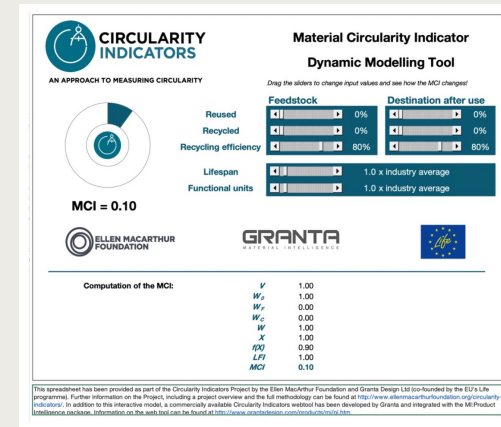 CIRCULARITY
INDICATORS
AN APPROACH TO MEASURING CIRCULARITY
Material Circularity Indicator
Dynamic Modelling Tool
Drag the sliders to change input values and see how the MCI changes!
Feedstock Destination after use
Reused 0% 0%
Recycled 0% 0%
Recycling efficiency 80% 80%
Lifespan 1.0 x industry average
Functional units 1.0 x industry average
MCI = 0.10
ELLEN MACARTHUR
FOUNDATION
GRANTA
MATERIAL INTELLIGENCE
Life
Computation of the MCI:
V 1.00
W0 1.00
WF 0.00
WC 0.00
W 1.00
X 1.00
f(X) 0.90
LFI 1.00
MCI 0.10
This spreadsheet has been provided as part of the Circularity Indicators Project by the Ellen MacArthur Foundation and Granta Design Ltd (co-founded by the EU's Life
programme). Further information on the Project, including a project overview and the full methodology can be found at http://www.ellenmacarthurfoundation.org/circularity-
indicators/. In addition to this interactive model, a commercially available Circularity Indicators webtool has been developed by Granta and integrated with the MI:Product
Intelligence package. Information on the web tool can be found at http://www.grantadesign.com/products/mi/pi.htm.